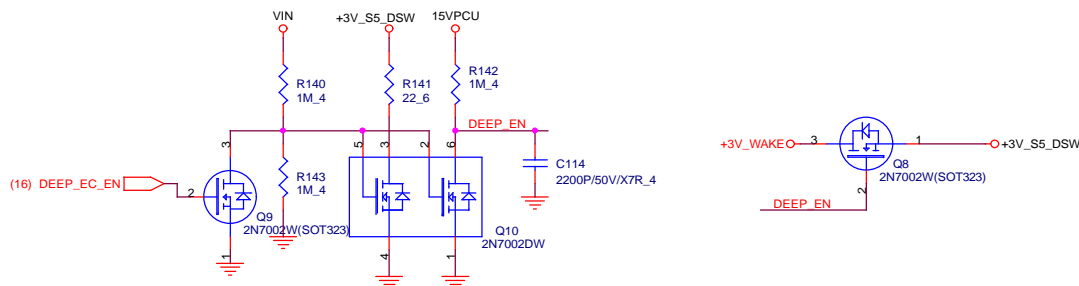 VIN
+3V_S5_DSW
15VPCU
R140
1M_4
R141
22_6
R142
1M_4
DEEP_EN
3
5
3
2
6
(16) DEEP_EC_EN
2
R143
1M_4
C114
2200P/50V/X7R_4
Q9
2N7002W(SOT323)
Q10
2N7002DW
1
4
1
+3V_WAKE
3
1
+3V_S5_DSW
Q8
2N7002W(SOT323)
2
DEEP_EN